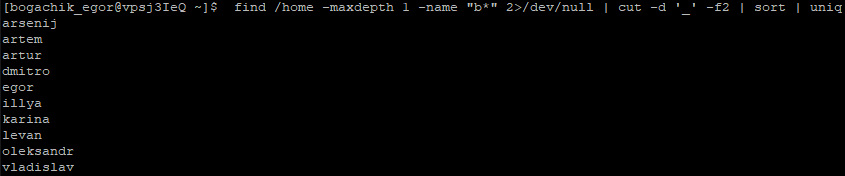 [bogachik_egor@vpsj3IeQ ~]$  find /home -maxdepth 1 -name "b*" 2>/dev/null | cut -d '_' -f2 | sort | uniq
arsenij
artem
artur
dmitro
egor
illya
karina
levan
oleksandr
vladislav